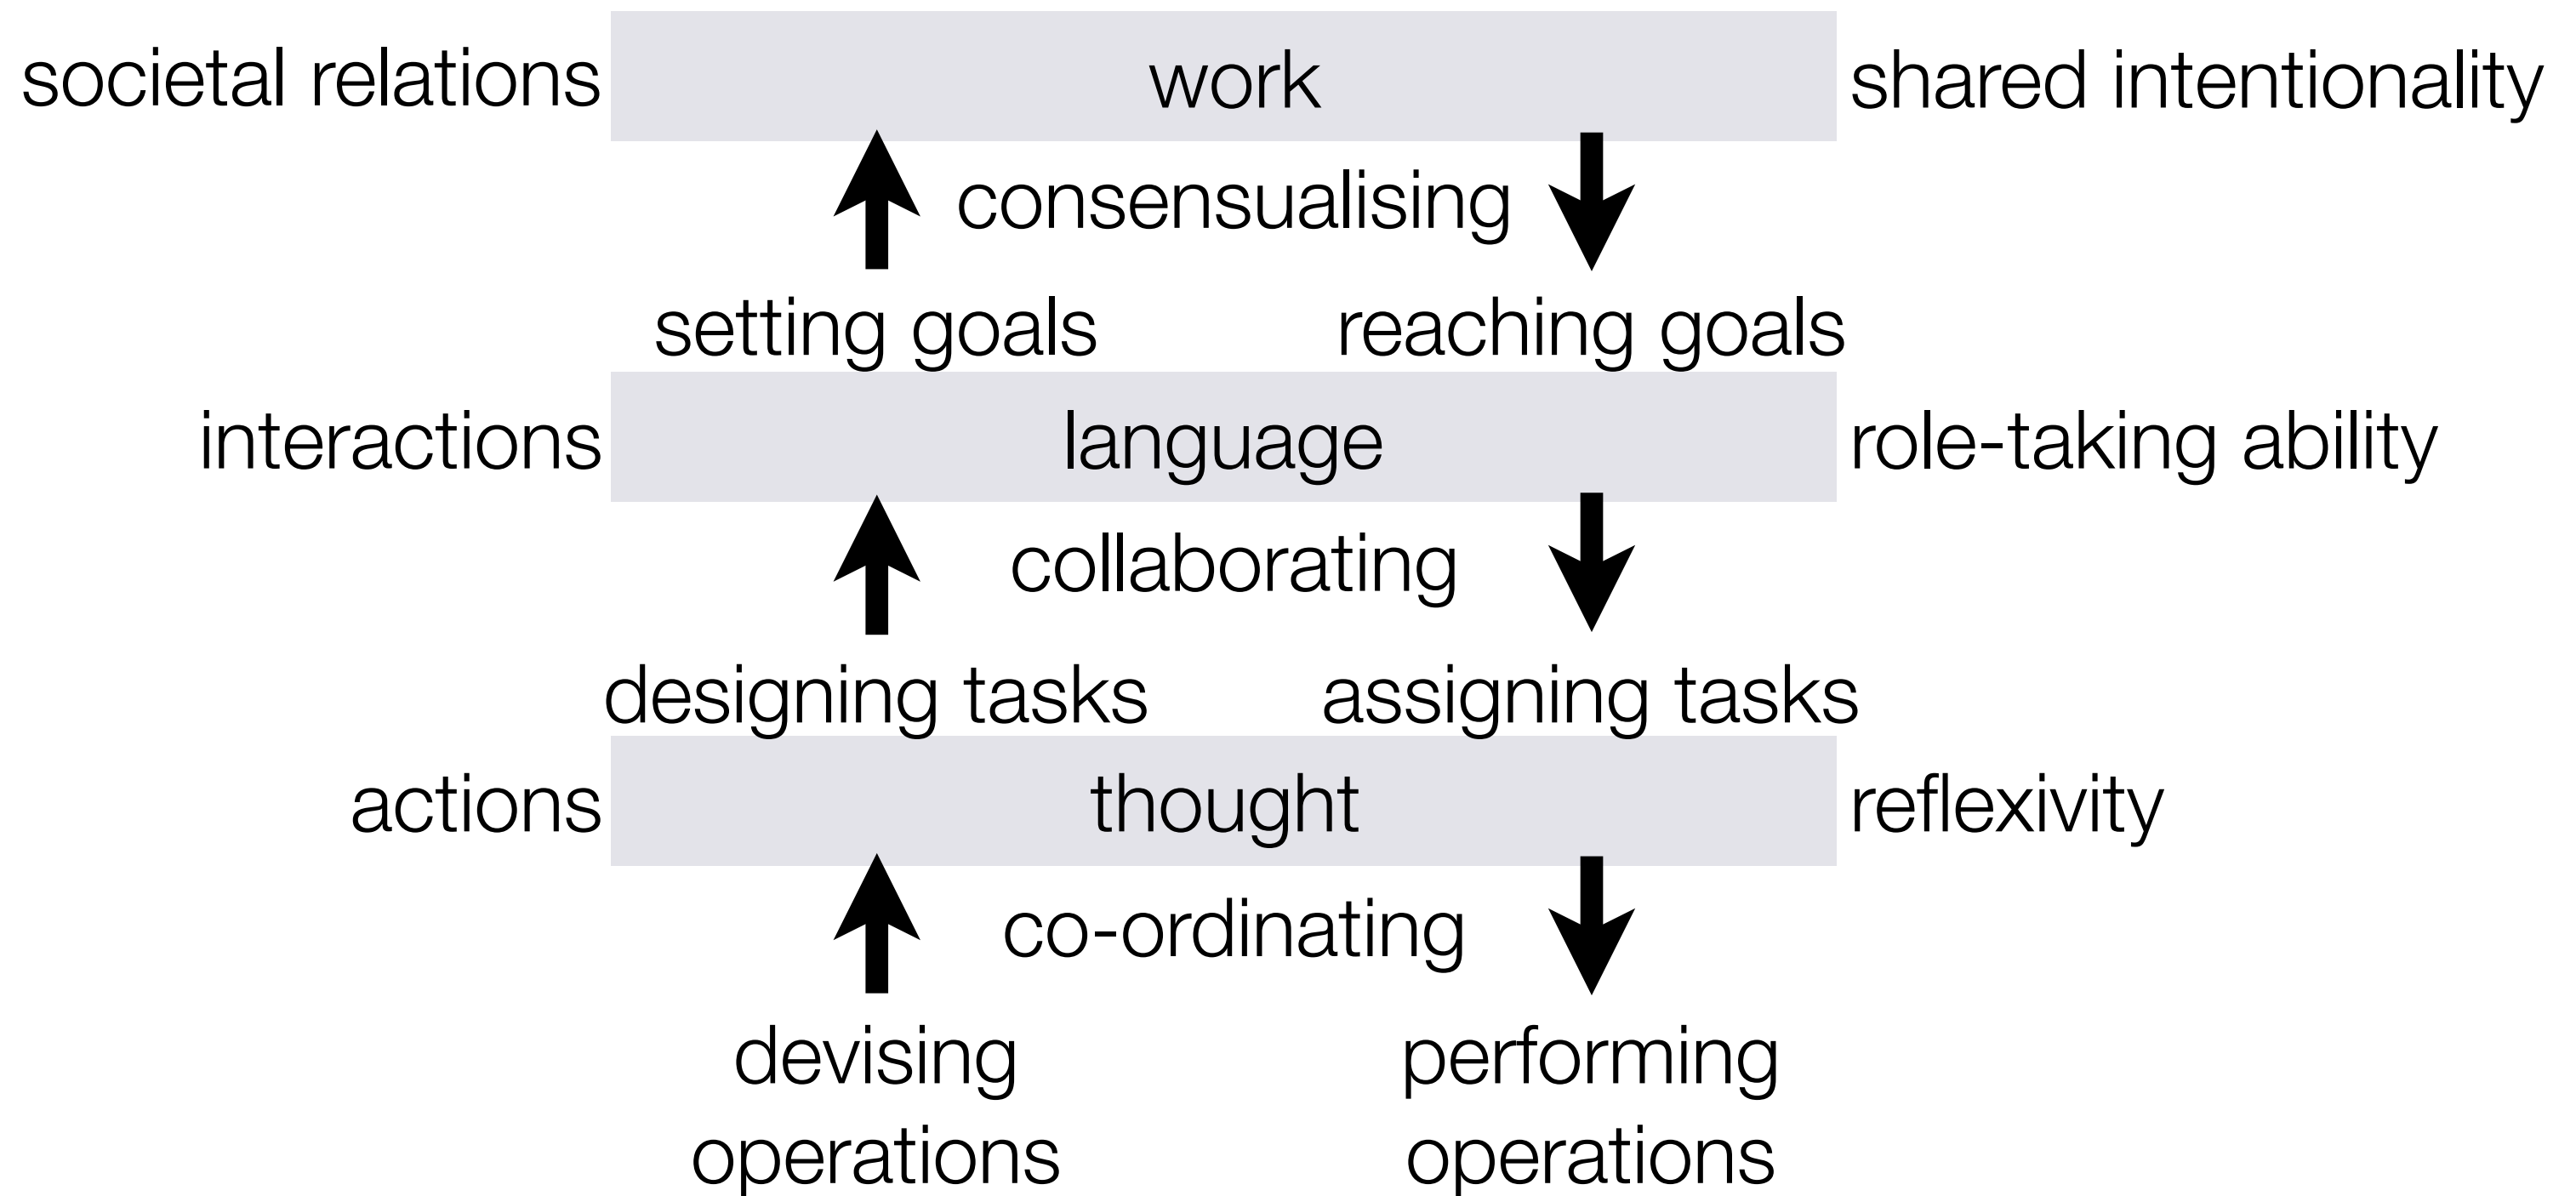 societal relations work shared intentionality
consensualising
setting goals reaching goals
interactions language role-taking ability
collaborating
designing tasks assigning tasks
actions thought reflexivity
co-ordinating
devising performing
operations operations